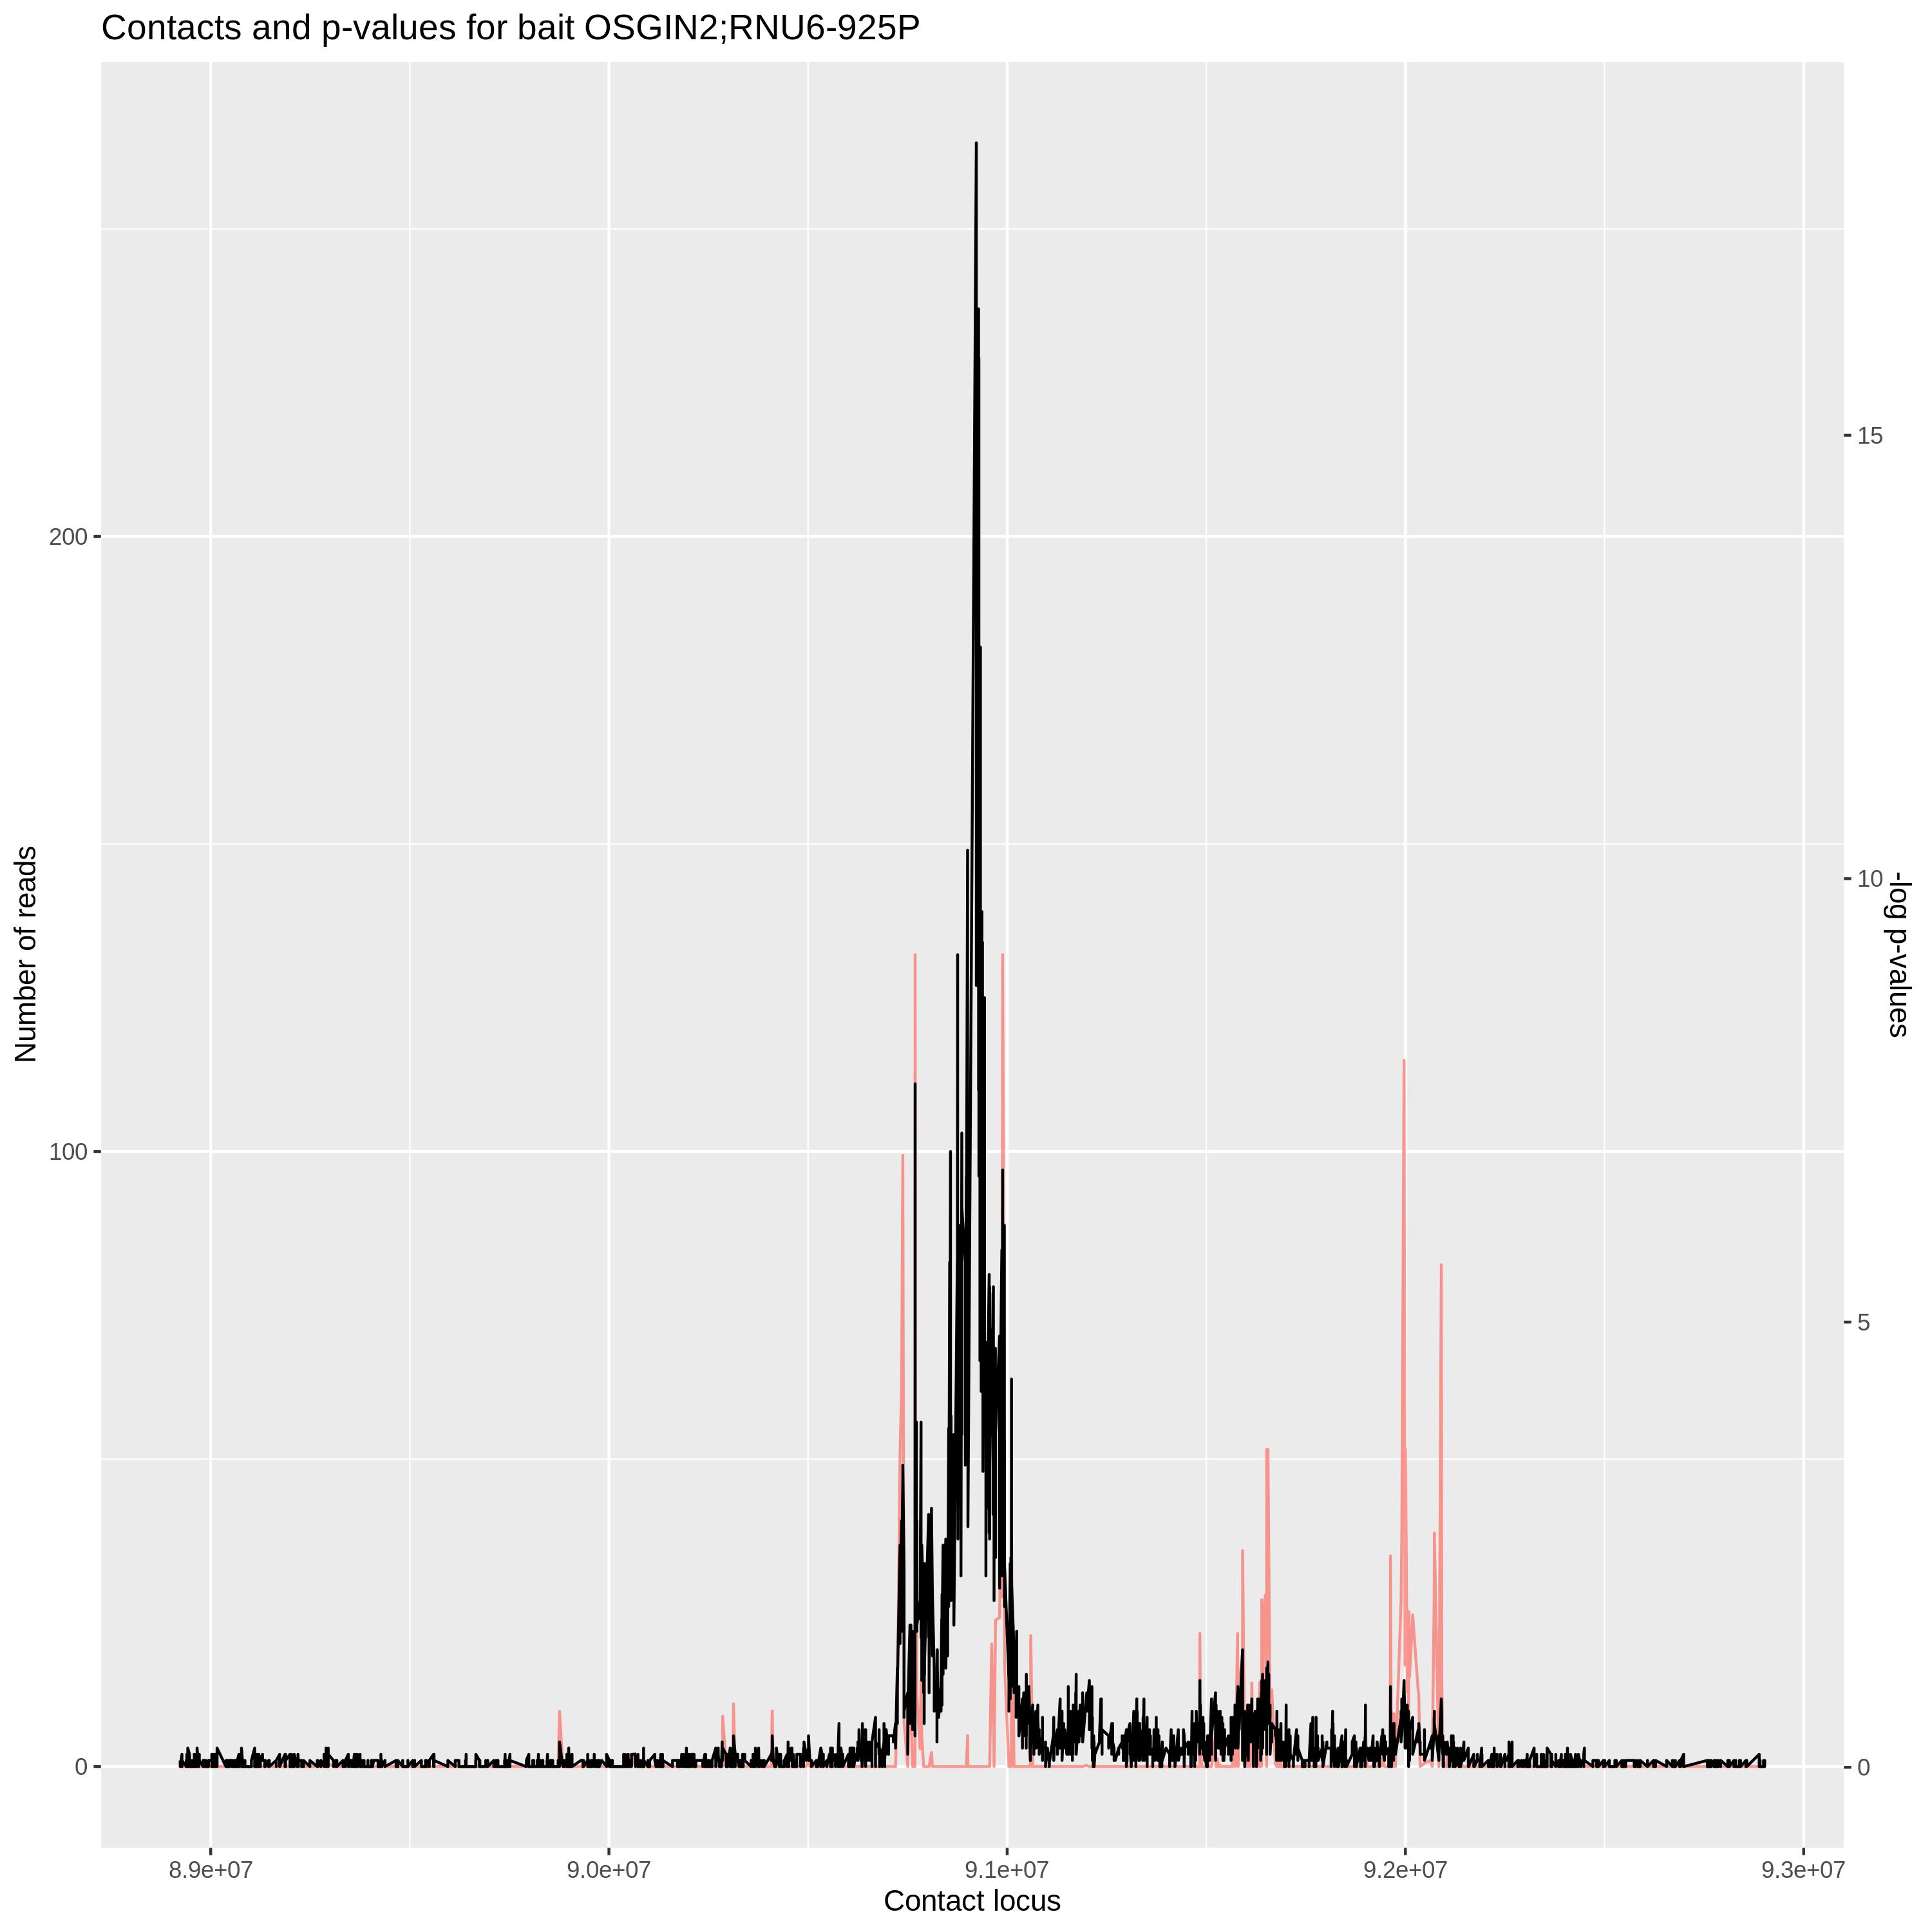 Contacts and p-values for bait OSGIN2;RNU6-925P
Number of reads
200
100
0
15
10
5
0
-log p-values
8.9e+07
9.0e+07
9.1e+07
9.2e+07
9.3e+07
Contact locus